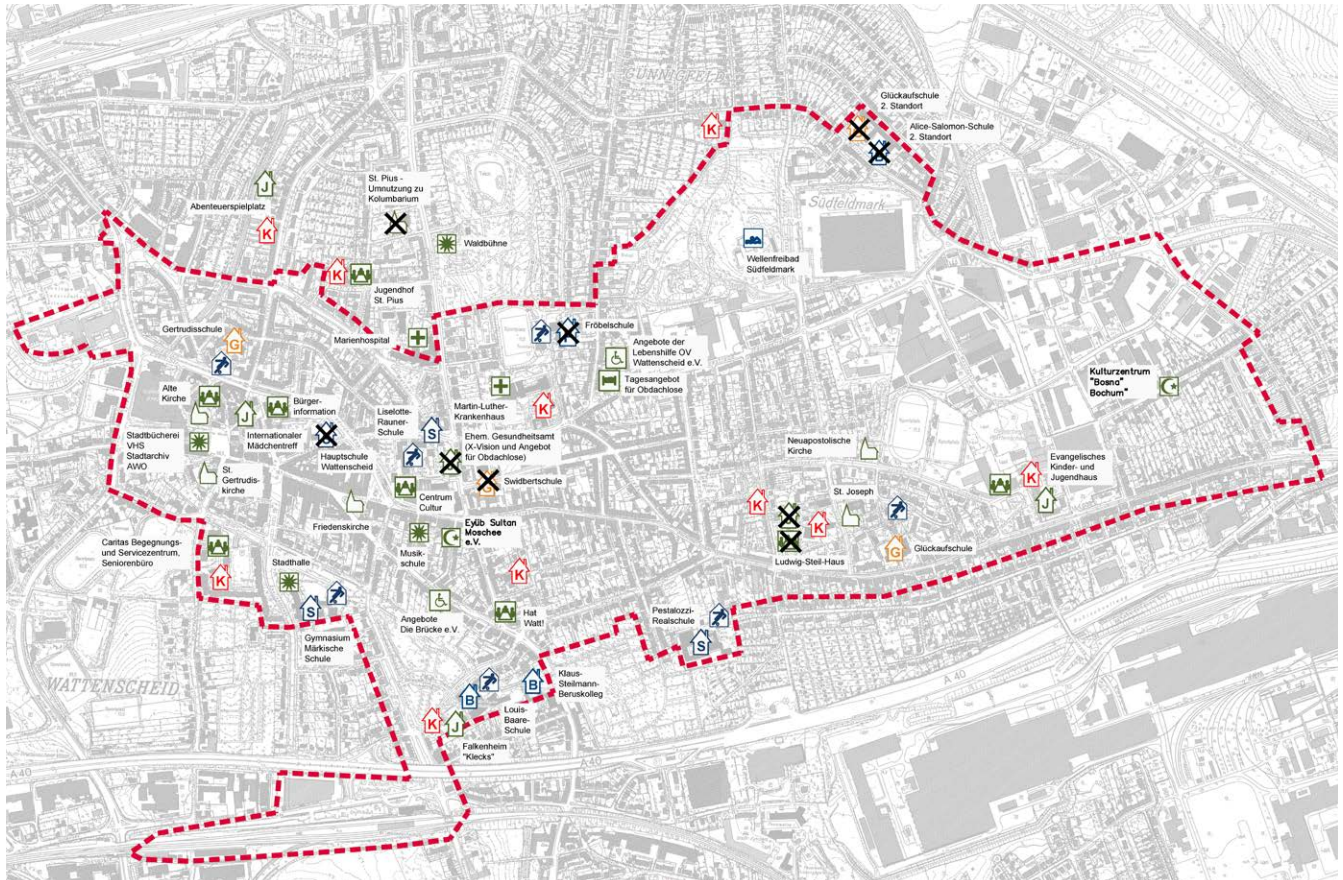 GÜNNIGFELD
Glückaufschule
2. Standort
Alice-Salomon-Schule
2. Standort
St. Pius -
Umnutzung zu
Kolumbarium
J
Abenteuerspielplatz
K
K
Südfeldmark
Waldbühne
Wellenfreibad
Südfeldmark
K
Jugendhof
St. Pius
Gertrudisschule
G
Marienhospital
Fröbelschule
Angebote der
Lebenshilfe OV
Wattenscheid e.V.
Tagesangebot
für Obdachlose
Kulturzentrum
"Bosna"
Bochum"
Alte
Kirche
J
Bürger-
information
Internationaler
Mädchentreff
Martin-Luther-
Krankenhaus
K
Liselotte-
Rauner-
Schule
S
Stadtbücherei
VHS
Stadtarchiv
AWO
Hauptschule
Wattenscheid
Ehem. Gesundheitsamt
(X-Vision und Angebot
für Obdachlose)
G
Swidbertschule
St.
Gertrudis-
kirche
Centrum
Cultur
Friedenskirche
Neuapostolische
Kirche
Evangelisches
Kinder- und
Jugendhaus
K
J
K
St. Joseph
K
Ludwig-Steil-Haus
G
Glückaufschule
Musik-
schule
Eyüb Sultan
Moschee
e.V.
Caritas Begegnungs-
und Servicezentrum,
Seniorenbüro
K
Stadthalle
S
Gymnasium
Märkische
Schule
K
Angebote
Die Brücke e.V.
Hat
Watt!
Pestalozzi-
Realschule
S
WATTENSCHEID
Klaus-
Steilmann-
Beruskolleg
B
B
Louis-
Baare-
Schule
K
J
Falkenheim
"Klecks"
A 40
A 40
A 40